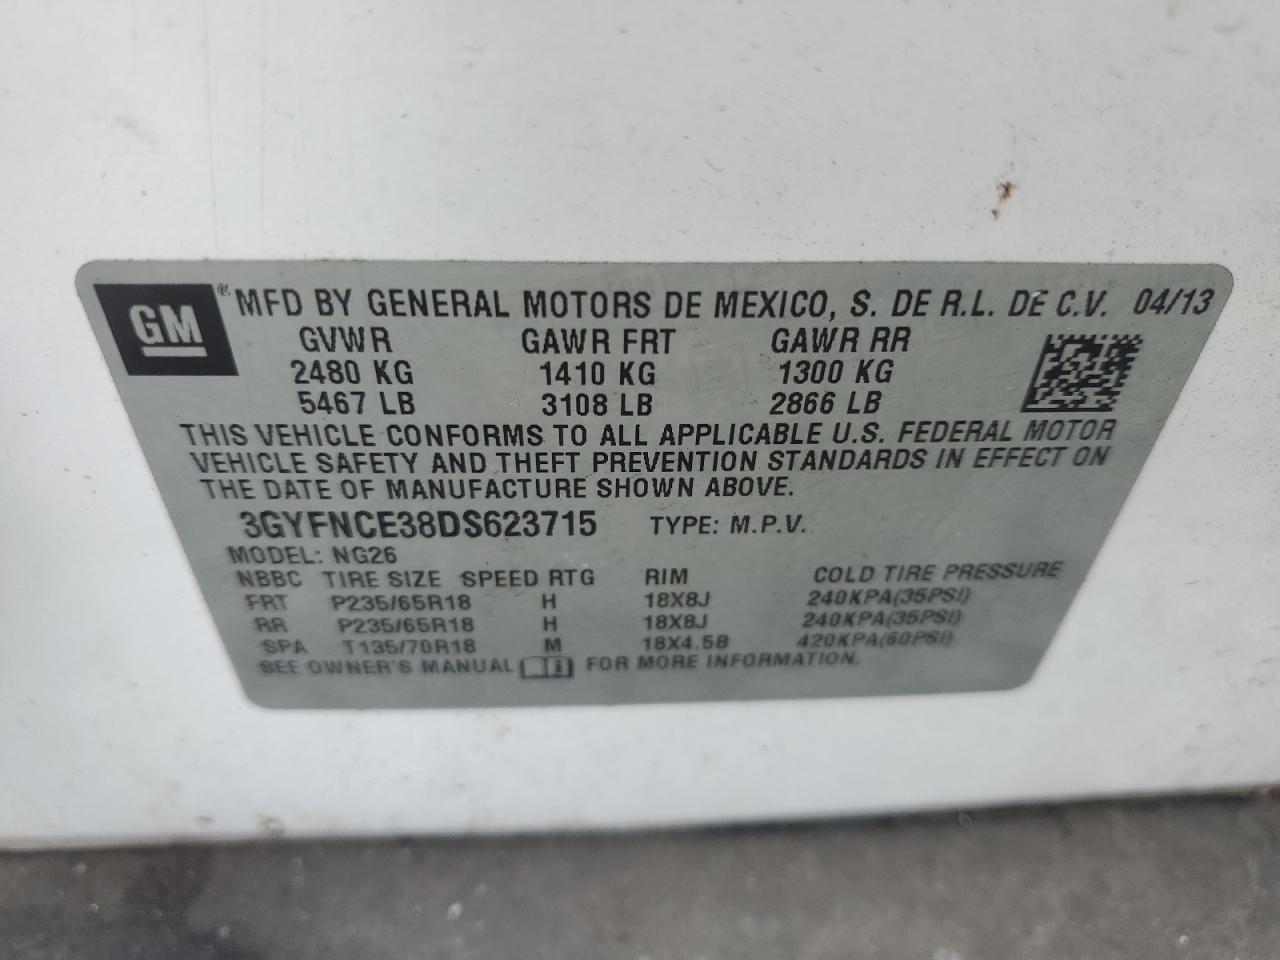 GM ® MFD BY GENERAL MOTORS DE MEXICO, S. DE R.L. DE C.V. 04/13
GVWR GAWR FRT GAWR RR
2480 KG 1410 KG 1300 KG
5467 LB 3108 LB 2866 LB
THIS VEHICLE CONFORMS TO ALL APPLICABLE U.S. FEDERAL MOTOR
VEHICLE SAFETY AND THEFT PREVENTION STANDARDS IN EFFECT ON
THE DATE OF MANUFACTURE SHOWN ABOVE.
3GYFNCE38DS623715 TYPE: M.P.V.
MODEL: NG26
NBBC TIRE SIZE SPEED RTG RIM COLD TIRE PRESSURE
FRT P235/65R18 H 18X8J 240KPA(35PSI)
RR P235/65R18 H 18X8J 240KPA(35PSI)
SPA T135/70R18 M 18X4.5B 420KPA(60PSI)
SEE OWNER'S MANUAL FOR MORE INFORMATION.